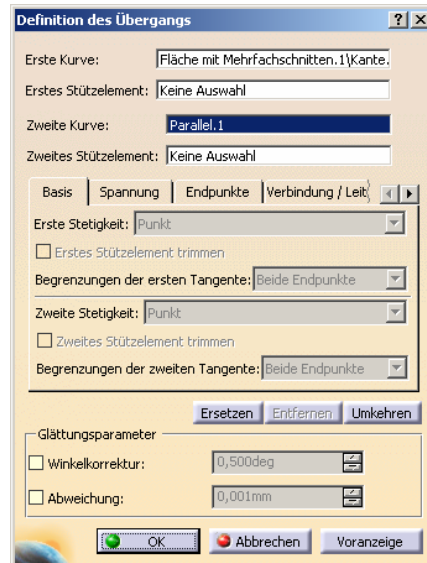 Definition des Übergangs
Erste Kurve: Fläche mit Mehrfachschnitten.1\Kante.
Erstes Stützelement: Keine Auswahl
Zweite Kurve: Parallel.1
Zweites Stützelement: Keine Auswahl
Basis Spannung Endpunkte Verbindung / Leit
Erste Stetigkeit: Punkt
Erstes Stützelement trimmen
Begrenzungen der ersten Tangente: Beide Endpunkte
Zweite Stetigkeit: Punkt
Zweites Stützelement trimmen
Begrenzungen der zweiten Tangente: Beide Endpunkte
Ersetzen Entfernen Umkehren
Glättungsparameter
Winkelkorrektur: 0,500deg
Abweichung: 0,001mm
OK Abbrechen Voranzeige